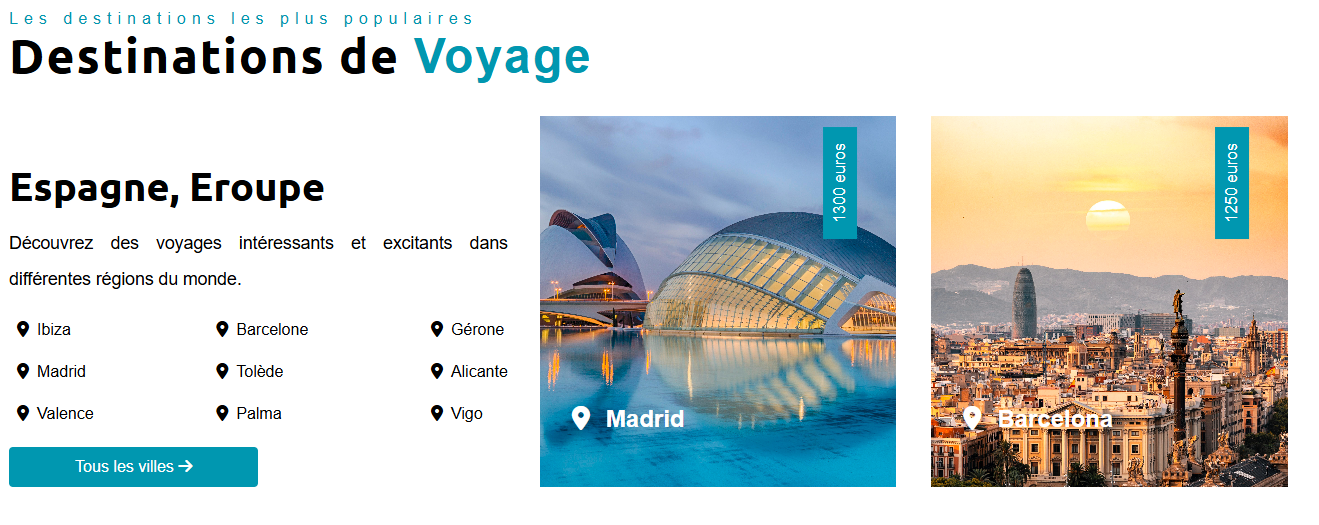 Les destinations les plus populaires
Destinations de Voyage
Espagne, Eroupe
Découvrez des voyages intéressants et excitants dans
différentes régions du monde.
Ibiza
Barcelone
Gérone
Madrid
Tolède
Alicante
Valence
Palma
Vigo
Tous les villes
1300 euros
Madrid
1250 euros
Barcelona